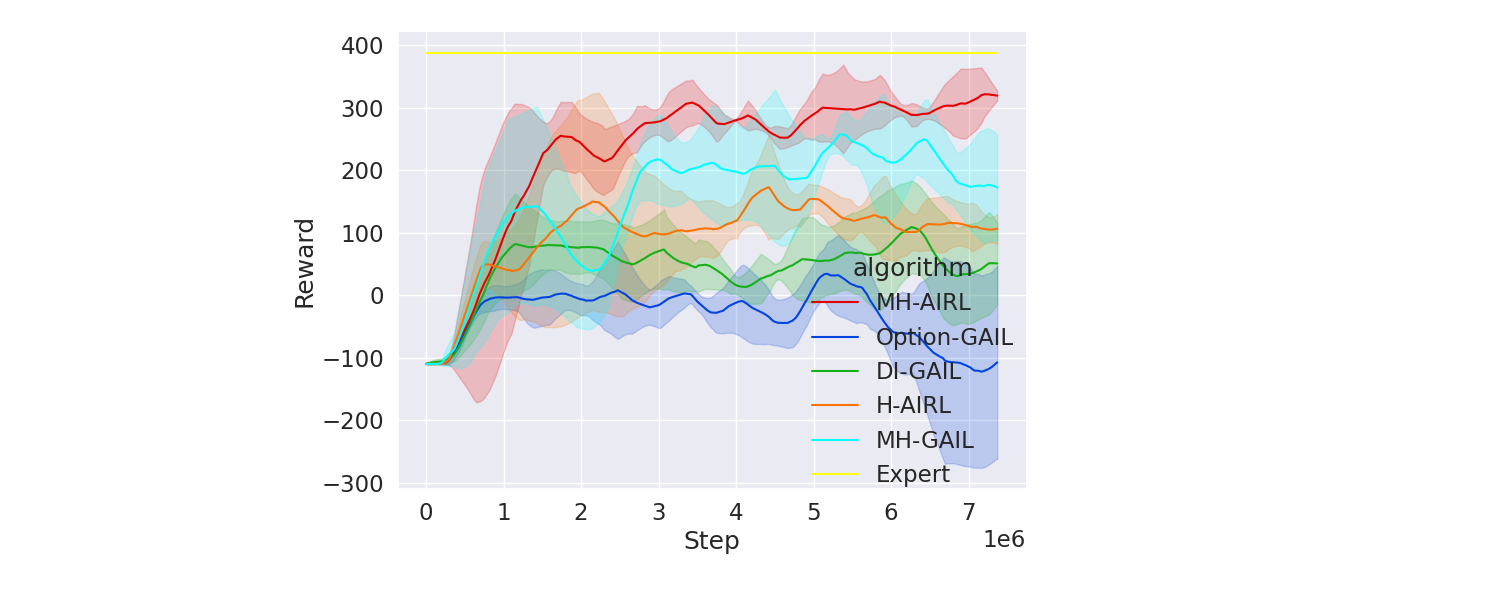 400
300
200
100
0
−100
−200
−300
Reward
algorithm
MH-AIRL
Option-GAIL
DI-GAIL
H-AIRL
MH-GAIL
Expert
0 1 2 3 4 5 6 7
Step
1e6